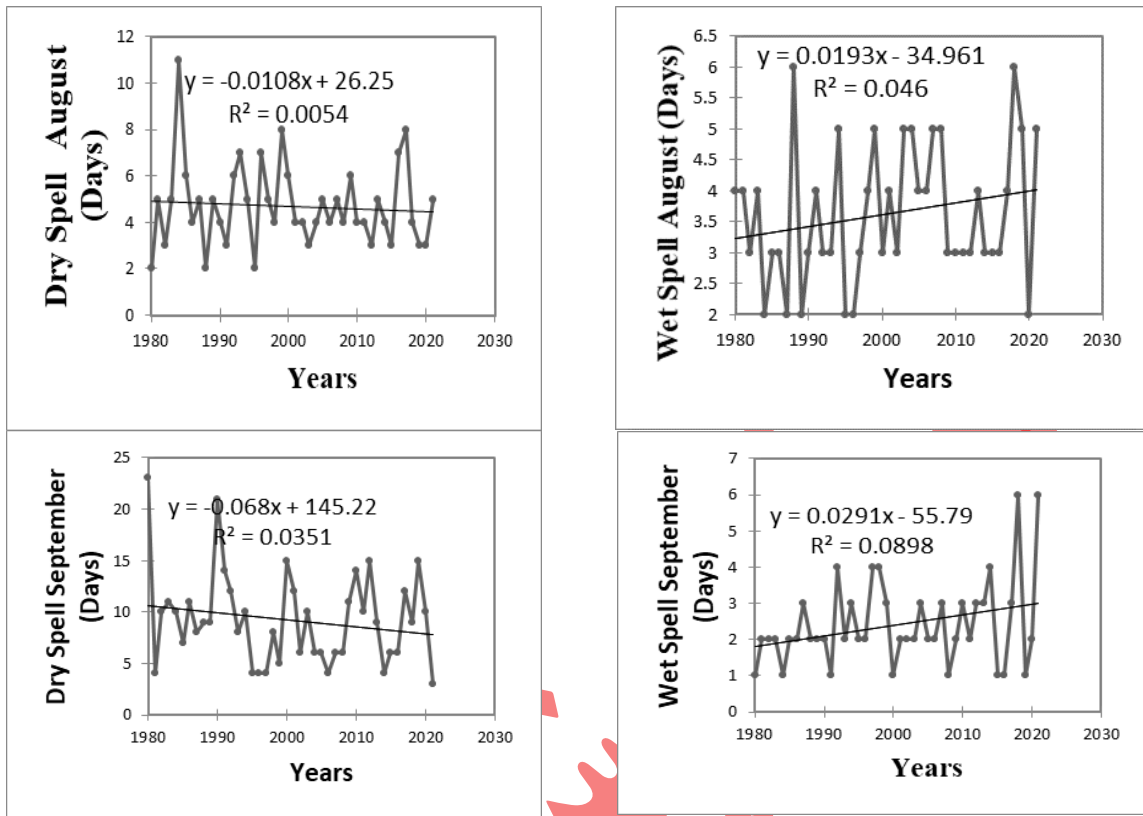 Dry Spell August
(Days)
12
10
8
6
4
2
0
y = -0.0108x + 26.25
R² = 0.0054
1980
1990
2000
2010
2020
2030
Years
Wet Spell August (Days)
6.5
6
5.5
5
4.5
4
3.5
3
2.5
2
y = 0.0193x - 34.961
R² = 0.046
1980
1990
2000
2010
2020
2030
Years
Dry Spell September
(Days)
25
20
15
10
5
0
y = -0.068x + 145.22
R² = 0.0351
1980
1990
2000
2010
2020
2030
Years
Wet Spell September
(Days)
7
6
5
4
3
2
1
0
y = 0.0291x - 55.79
R² = 0.0898
1980
1990
2000
2010
2020
2030
Years